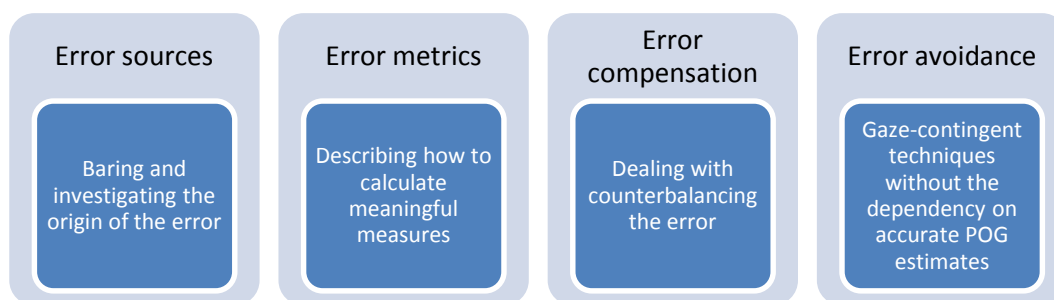 Error sources
Baring and
investigating the
origin of the error
Error metrics
Describing how to
calculate
meaningful
measures
Error
compensation
Dealing with
counterbalancing
the error
Error avoidance
Gaze-contingent
techniques
without the
dependency on
accurate POG
estimates